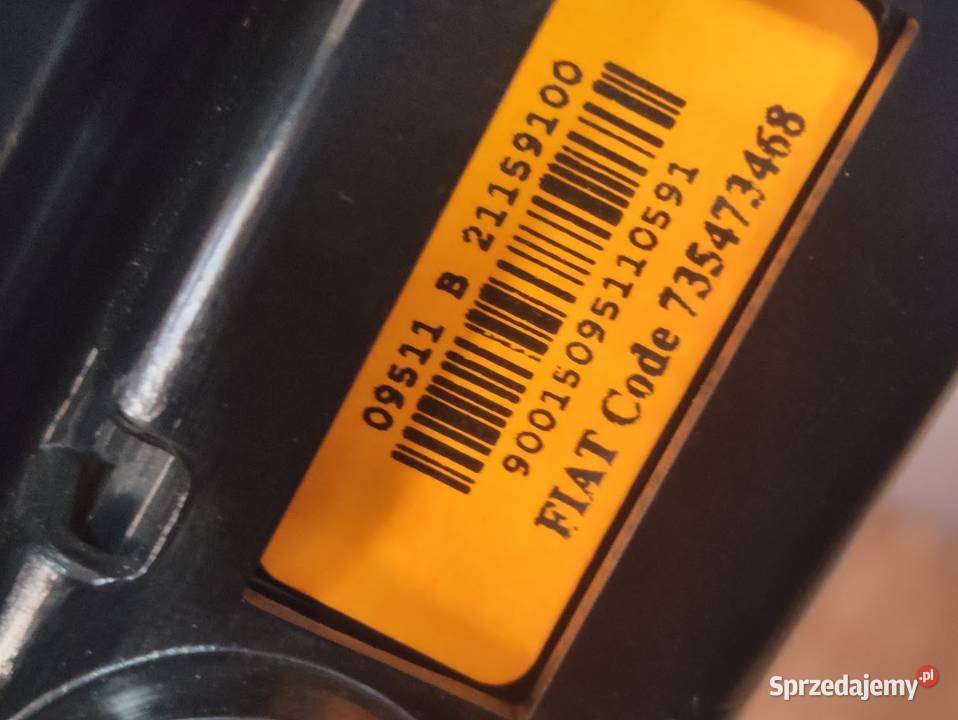 09511 B 21159100
900150951105​91
FIAT Code 735473468
Sprzedajemy.pl